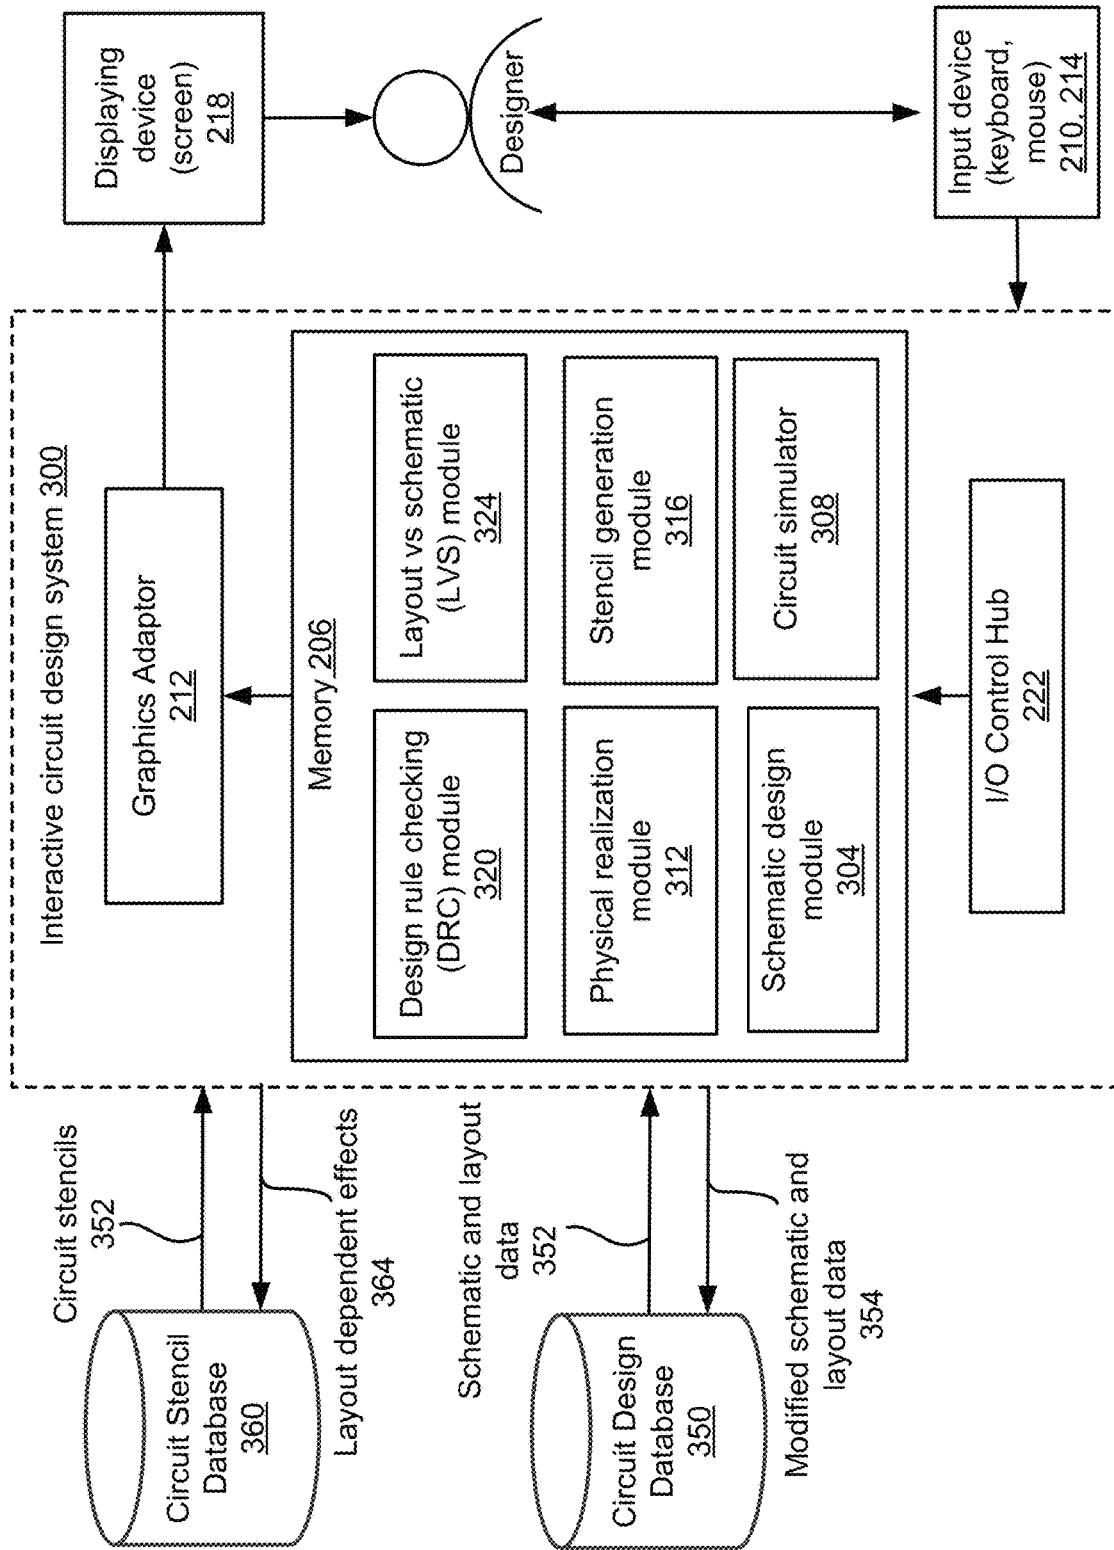 Circuit Stencil
Database
360
Circuit stencils
352
Layout dependent effects
364
Circuit Design
Database
350
Schematic and layout
data
352
Modified schematic and
layout data
354
Interactive circuit design system 300
Graphics Adaptor
212
Memory 206
Design rule checking
(DRC) module
320
Layout vs schematic
(LVS) module
324
Physical realization
module
312
Stencil generation
module
316
Schematic design
module
304
Circuit simulator
308
I/O Control Hub
222
Displaying
device
(screen)
218
Designer
Input device
(keyboard,
mouse)
210, 214